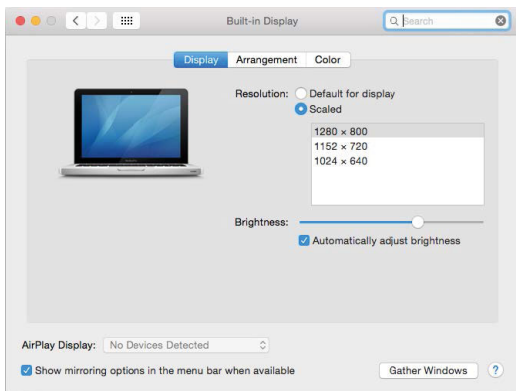 Built-in Display
Search
Display Arrangement Color
Resolution: Default for display
Scaled
1280 × 800
1152 × 720
1024 × 640
Brightness:
Automatically adjust brightness
AirPlay Display: No Devices Detected
Show mirroring options in the menu bar when available
Gather Windows ?